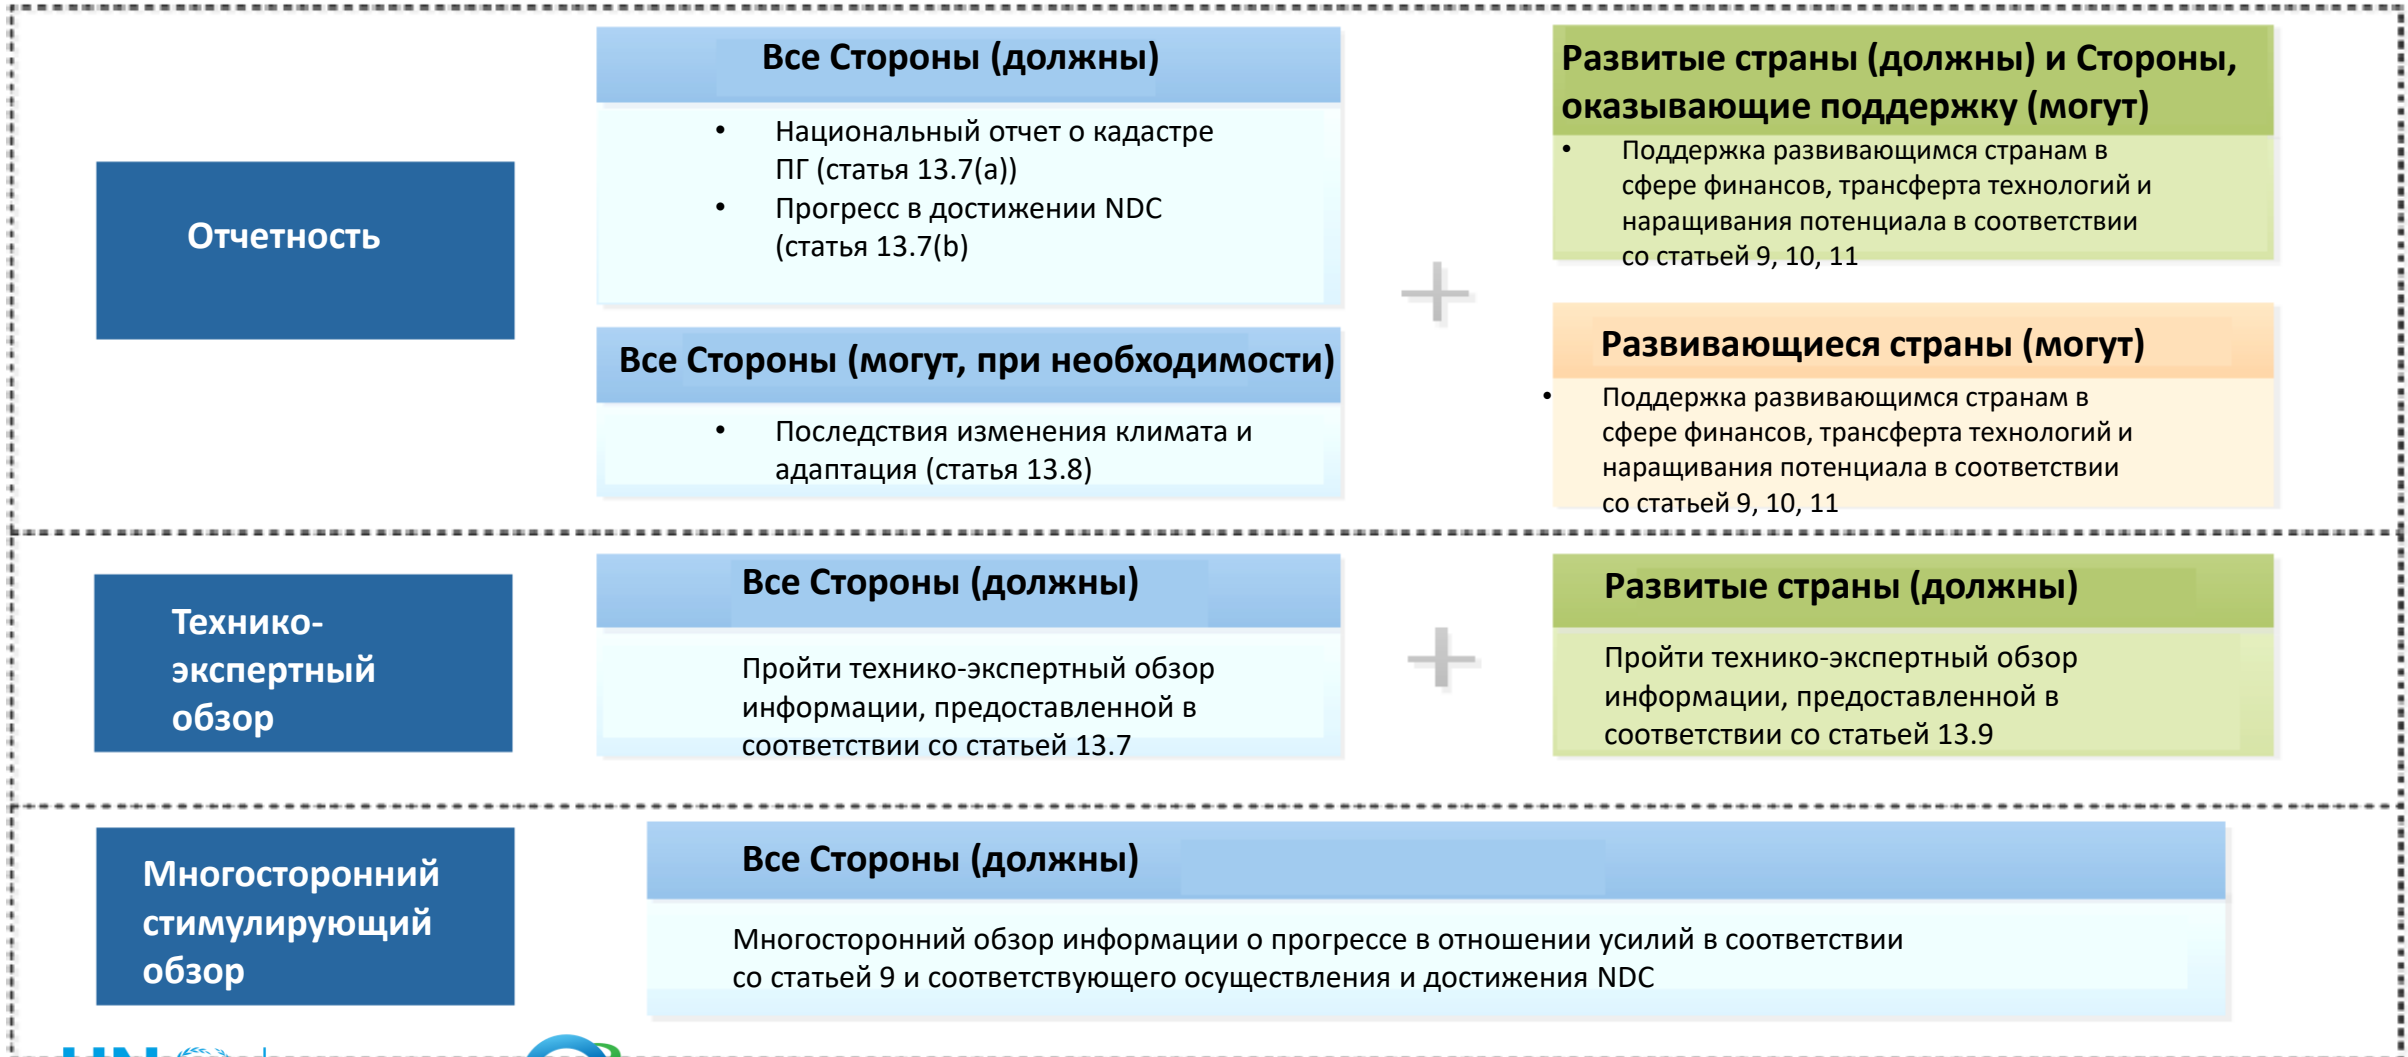 Отчетность
Все Стороны (должны)
• Национальный отчет о кадастре
ПГ (статья 13.7(a))
• Прогресс в достижении NDC
(статья 13.7(b)
Все Стороны (могут, при необходимости)
• Последствия изменения климата и
адаптация (статья 13.8)
Развитые страны (должны) и Стороны,
оказывающие поддержку (могут)
• Поддержка развивающимся странам в
сфере финансов, трансферта технологий и
наращивания потенциала в соответствии
со статьей 9, 10, 11
Развивающиеся страны (могут)
• Поддержка развивающимся странам в
сфере финансов, трансферта технологий и
наращивания потенциала в соответствии
со статьей 9, 10, 11
Технико-
экспертный
обзор
Все Стороны (должны)
Пройти технико-экспертный обзор
информации, предоставленной в
соответствии со статьей 13.7
Развитые страны (должны)
Пройти технико-экспертный обзор
информации, предоставленной в
соответствии со статьей 13.9
Многосторонний
стимулирующий
обзор
Все Стороны (должны)
Многосторонний обзор информации о прогрессе в отношении усилий в соответствии
со статьей 9 и соответствующего осуществления и достижения NDC